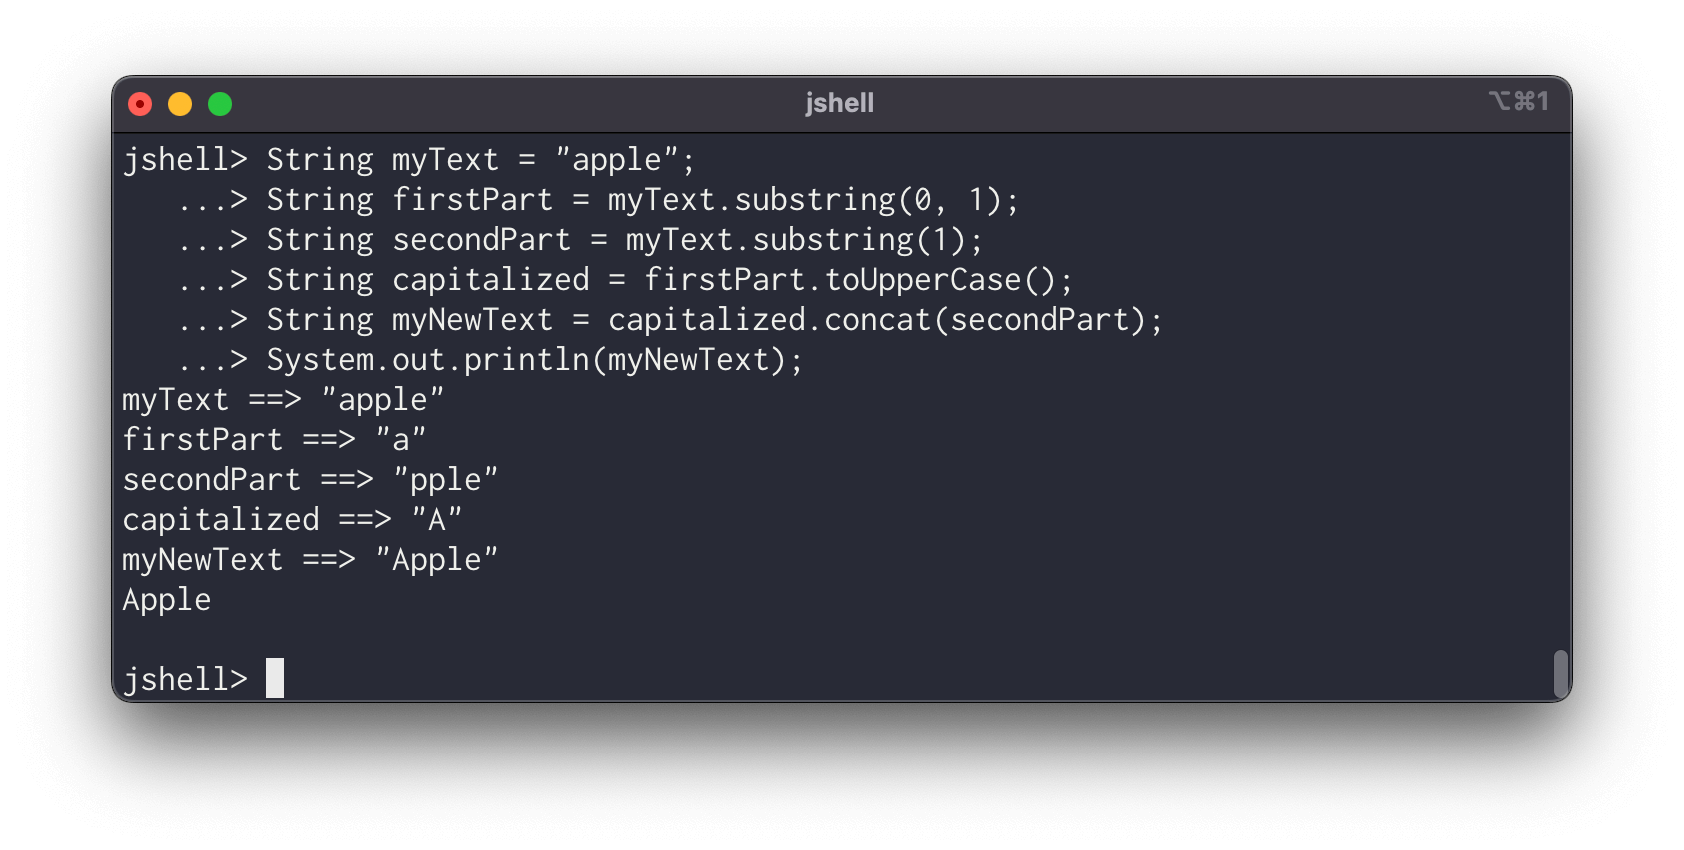 jshell
⌥⌘1
jshell> String myText = "apple";
...> String firstPart = myText.substring(0, 1);
...> String secondPart = myText.substring(1);
...> String capitalized = firstPart.toUpperCase();
...> String myNewText = capitalized.concat(secondPart);
...> System.out.println(myNewText);
myText ==> "apple"
firstPart ==> "a"
secondPart ==> "pple"
capitalized ==> "A"
myNewText ==> "Apple"
Apple
jshell>